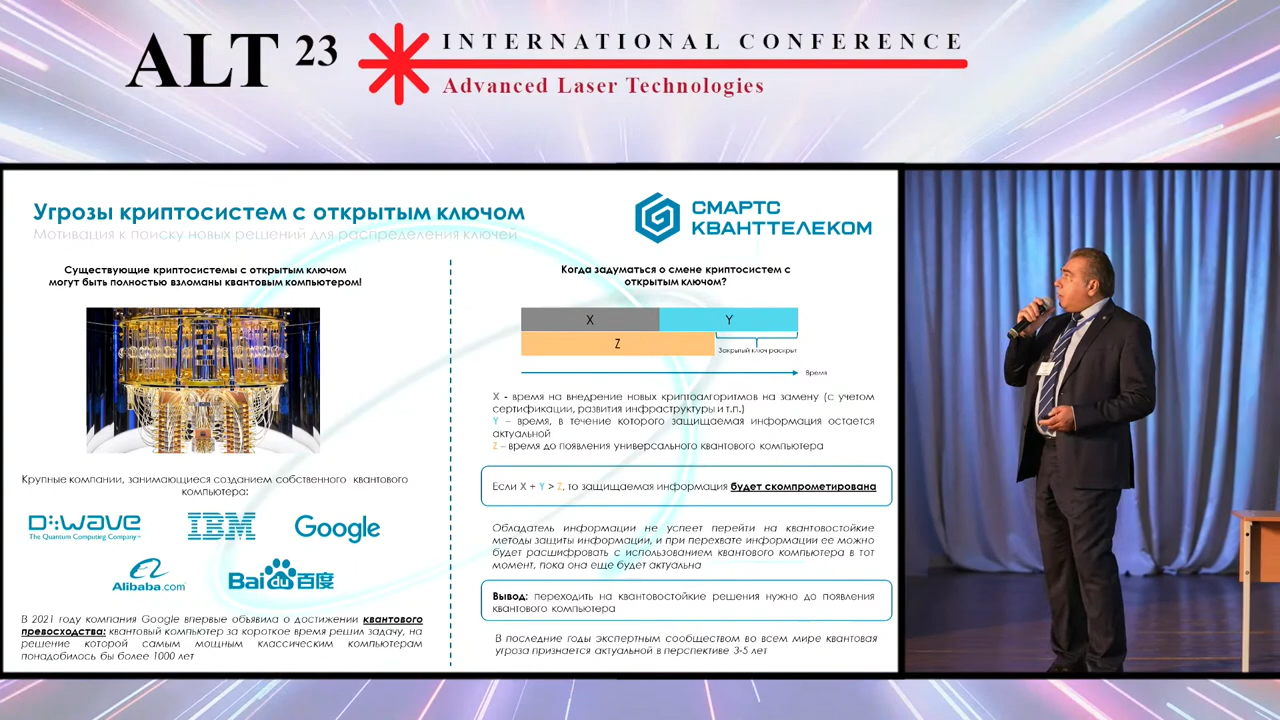 ALT 23
INTERNATIONAL CONFERENCE
Advanced Laser Technologies
Угрозы криптосистем с открытым ключом
Мотивация к поиску новых решений для распределения ключей
СМАРТС
КВАНТТЕЛЕКОМ
Существующие криптосистемы с открытым ключом
могут быть полностью взломаны квантовым компьютером!
Крупные компании, занимающиеся созданием собственного квантового
компьютера:
D:wave
The Quantum Computing Company™
IBM
Google
Alibaba.com
Baidu百度
В 2021 году компания Google впервые объявила о достижении квантового
превосходства: квантовый компьютер за короткое время решил задачу, на
решение которой самым мощным классическим компьютерам
понадобилось бы более 1000 лет
Когда задуматься о смене криптосистем с
открытым ключом?
X
Y
Z
Закрытый ключ раскрыт
Время
X - время на внедрение новых криптоалгоритмов на замену (с учетом
сертификации, развития инфраструктуры и т.п.)
Y – время, в течение которого защищаемая информация остается
актуальной
Z – время до появления универсального квантового компьютера
Если X + Y > Z, то защищаемая информация будет скомпрометирована
Обладатель информации не успеет перейти на квантовостойкие
методы защиты информации, и при перехвате информации ее можно
будет расшифровать с использованием квантового компьютера в тот
момент, пока она еще будет актуальна
Вывод: переходить на квантовостойкие решения нужно до появления
квантового компьютера
В последние годы экспертным сообществом во всем мире квантовая
угроза признается актуальной в перспективе 3-5 лет